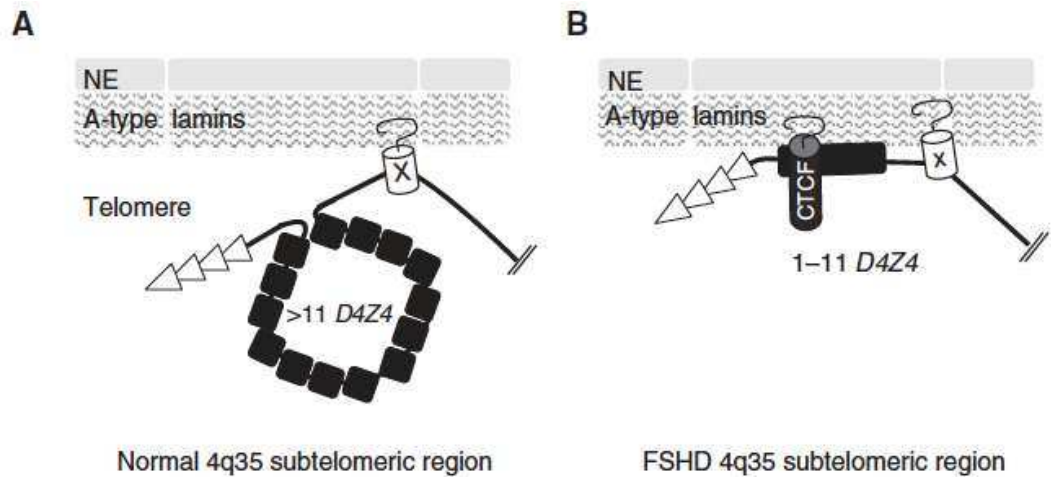 A
NE
A-type lamins
X
Telomere
>11 D4Z4
Normal 4q35 subtelomeric region
B
NE
A-type lamins
X
CTCF
1–11 D4Z4
FSHD 4q35 subtelomeric region